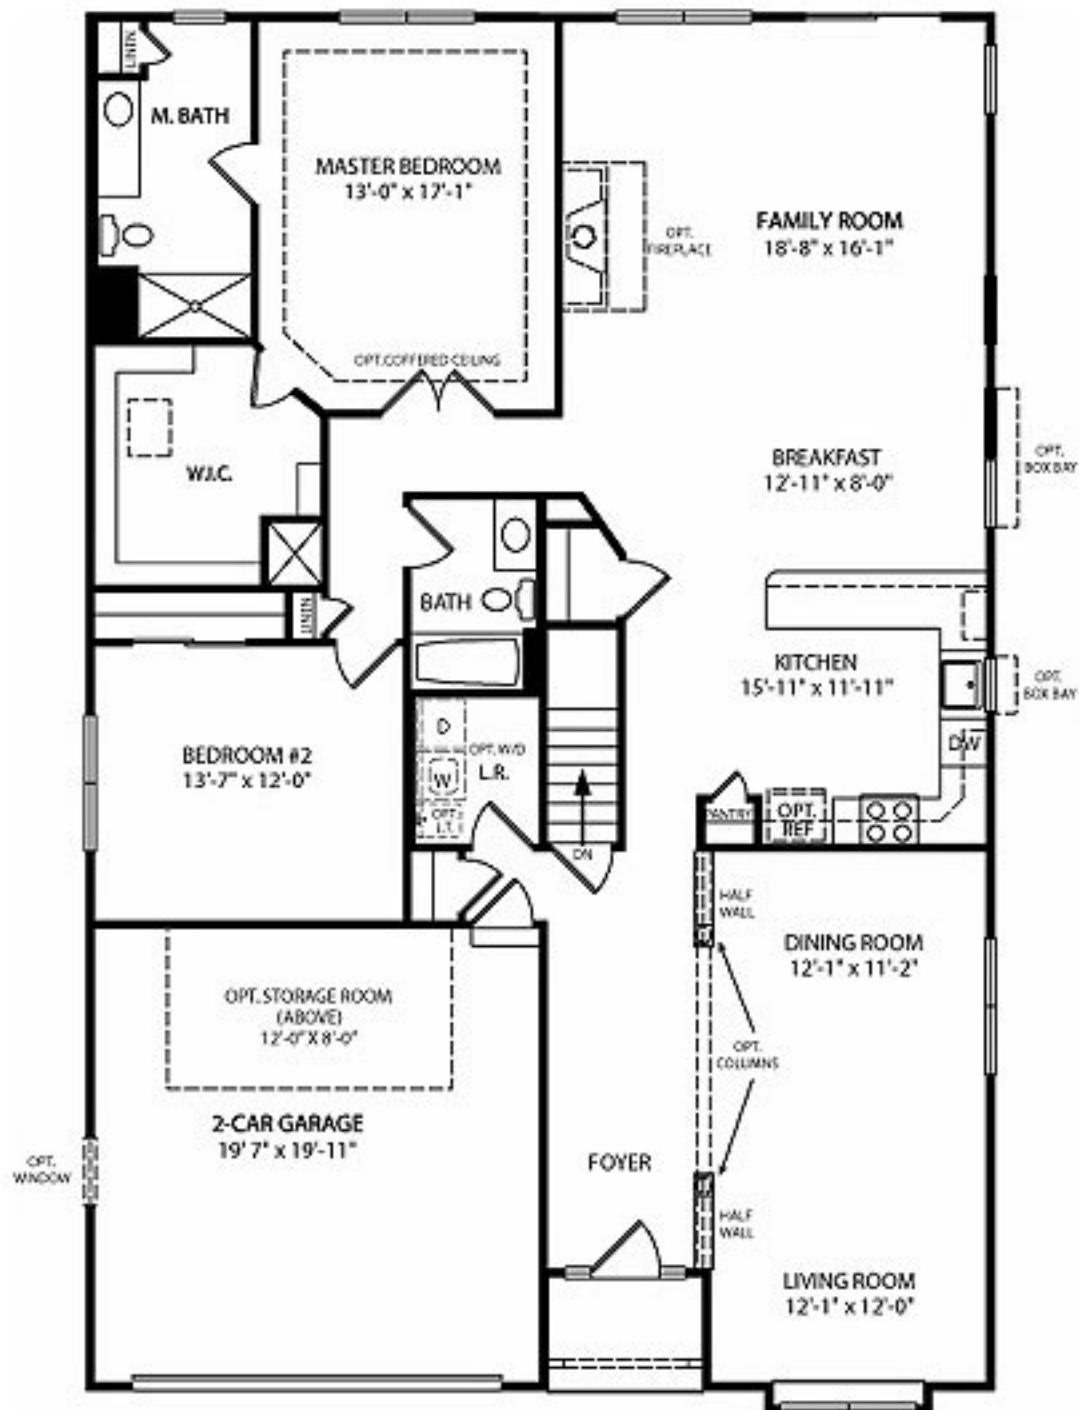 LINEN
M. BATH
MASTER BEDROOM
13'-0" x 17'-1"
OPT.
FIREPLACE
FAMILY ROOM
18'-8" x 16'-1"
OPT.COFFERED CEILING
W.I.C.
BREAKFAST
12'-11" x 8'-0"
OPT.
BOX BAY
LINEN
BATH
KITCHEN
15'-11" x 11'-11"
OPT.
BOX BAY
BEDROOM #2
13'-7" x 12'-0"
D
OPT. W/D
L.R.
W
OPT.
L.T.
DW
PANTRY
OPT.
REF
DN
HALF
WALL
DINING ROOM
12'-1" x 11'-2"
OPT. STORAGE ROOM
(ABOVE)
12'-0" X 8'-0"
OPT.
COLUMNS
2-CAR GARAGE
19' 7" x 19'-11"
OPT.
WINDOW
FOYER
HALF
WALL
LIVING ROOM
12'-1" x 12'-0"